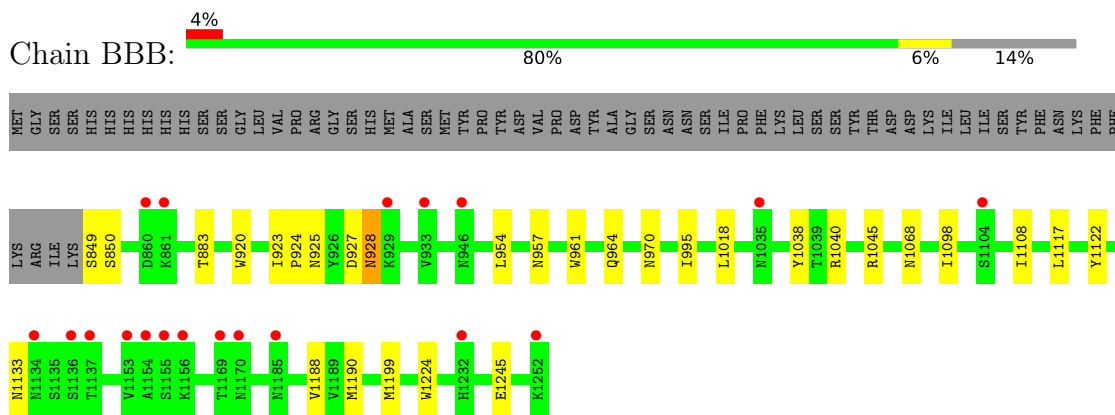 4%
Chain BBB:
80% 6% 14%
MET GLY SER SER HIS HIS HIS HIS HIS HIS SER SER GLY LEU VAL PRO ARG GLY SER HIS MET ALA SER MET TYR PRO TYR ASP VAL PRO ASP TYR ALA GLY SER ASN ASN SER ILE PRO PHE LYS LEU SER SER TYR THR ASP ASP LYS ILE LEU ILE SER TYR PHE ASN LYS PHE PHE
LYS ARG ILE LYS S849 S850 D860 K861 T883 W920 I923 P924 N925 Y926 D927 N928 K929 V933 N946 L954 N957 W961 Q964 N970 I995 L1018 N1035 Y1038 T1039 R1040 R1045 N1068 I1098 S1104 I1108 L1117 Y1122
N1133 N1134 S1135 S1136 T1137 V1153 A1154 S1155 K1156 T1169 N1170 N1185 V1188 V1189 M1190 M1199 W1224 H1232 E1245 K1252